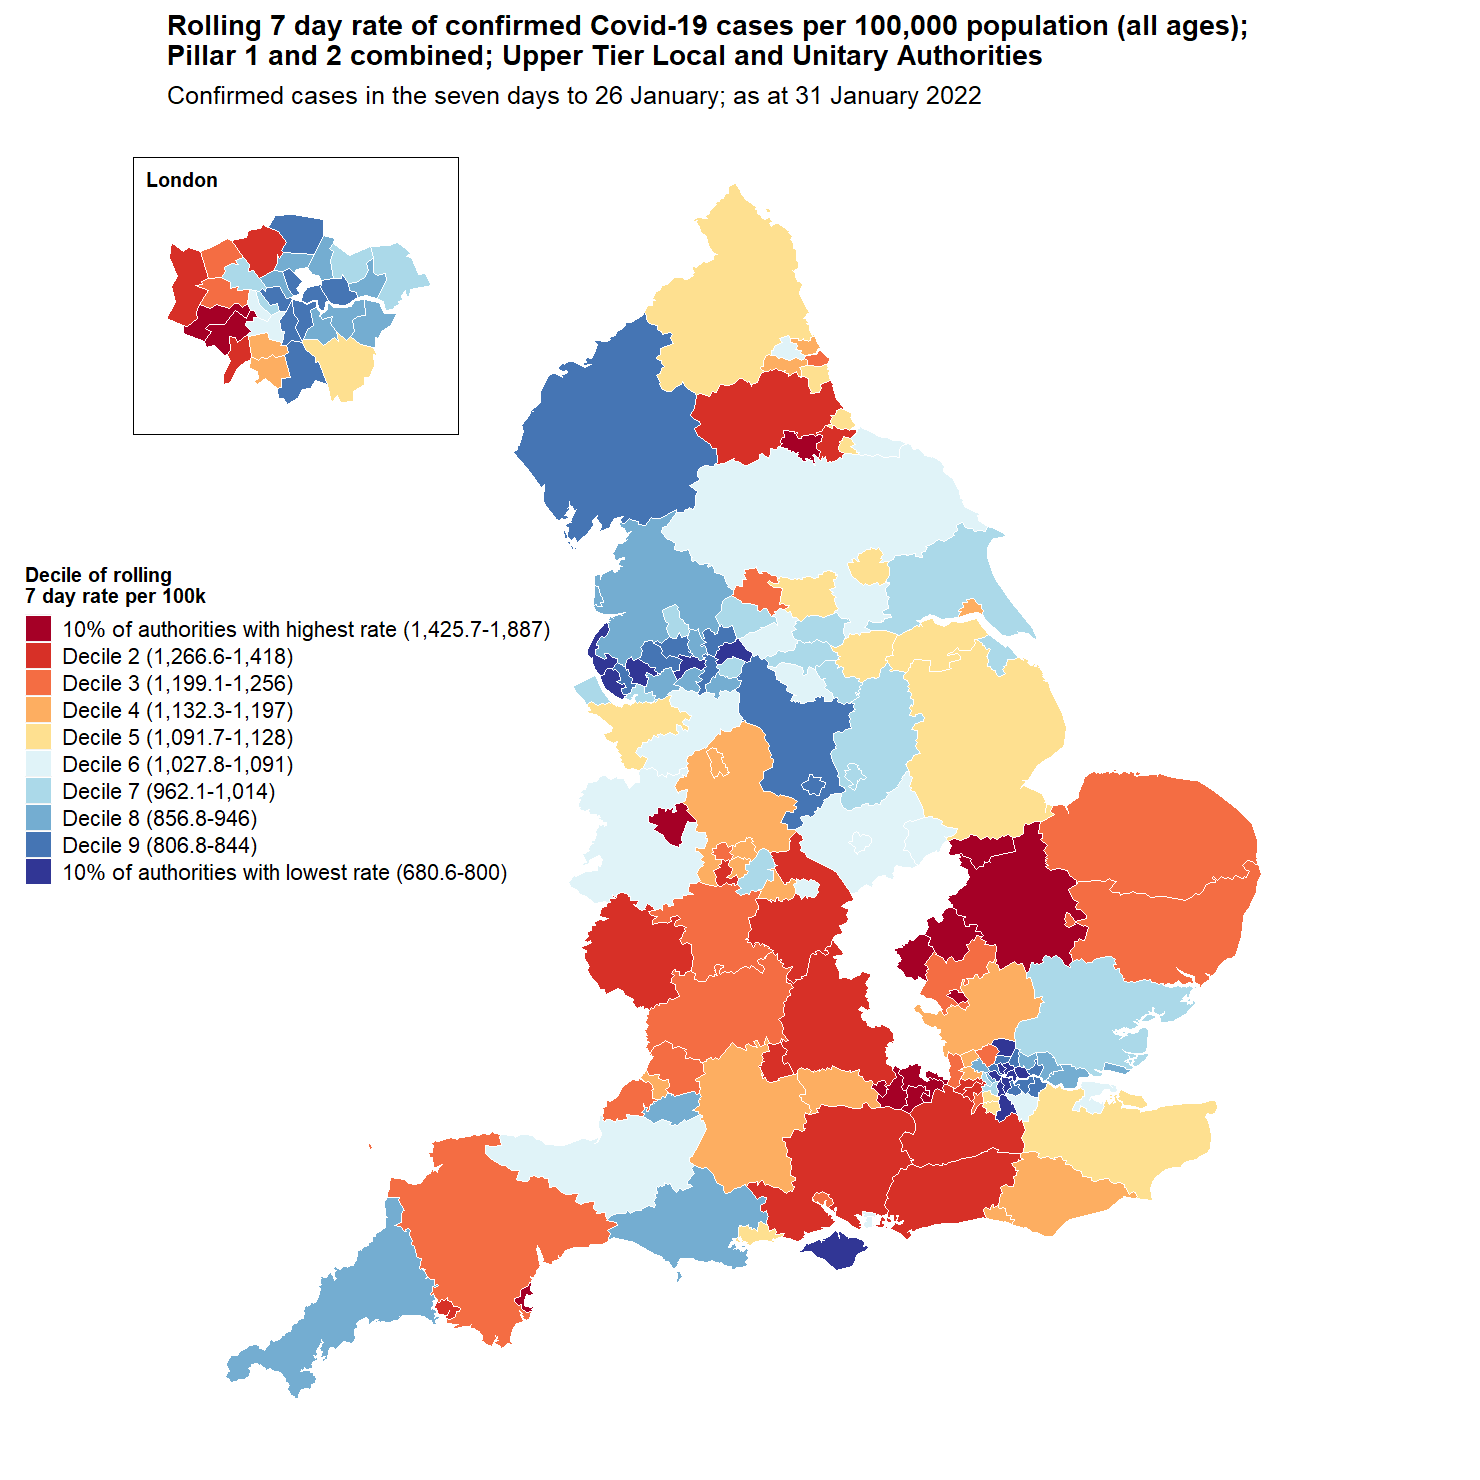 Rolling 7 day rate of confirmed Covid-19 cases per 100,000 population (all ages);
Pillar 1 and 2 combined; Upper Tier Local and Unitary Authorities
Confirmed cases in the seven days to 26 January; as at 31 January 2022
London
Decile of rolling
7 day rate per 100k
10% of authorities with highest rate (1,425.7-1,887)
Decile 2 (1,266.6-1,418)
Decile 3 (1,199.1-1,256)
Decile 4 (1,132.3-1,197)
Decile 5 (1,091.7-1,128)
Decile 6 (1,027.8-1,091)
Decile 7 (962.1-1,014)
Decile 8 (856.8-946)
Decile 9 (806.8-844)
10% of authorities with lowest rate (680.6-800)